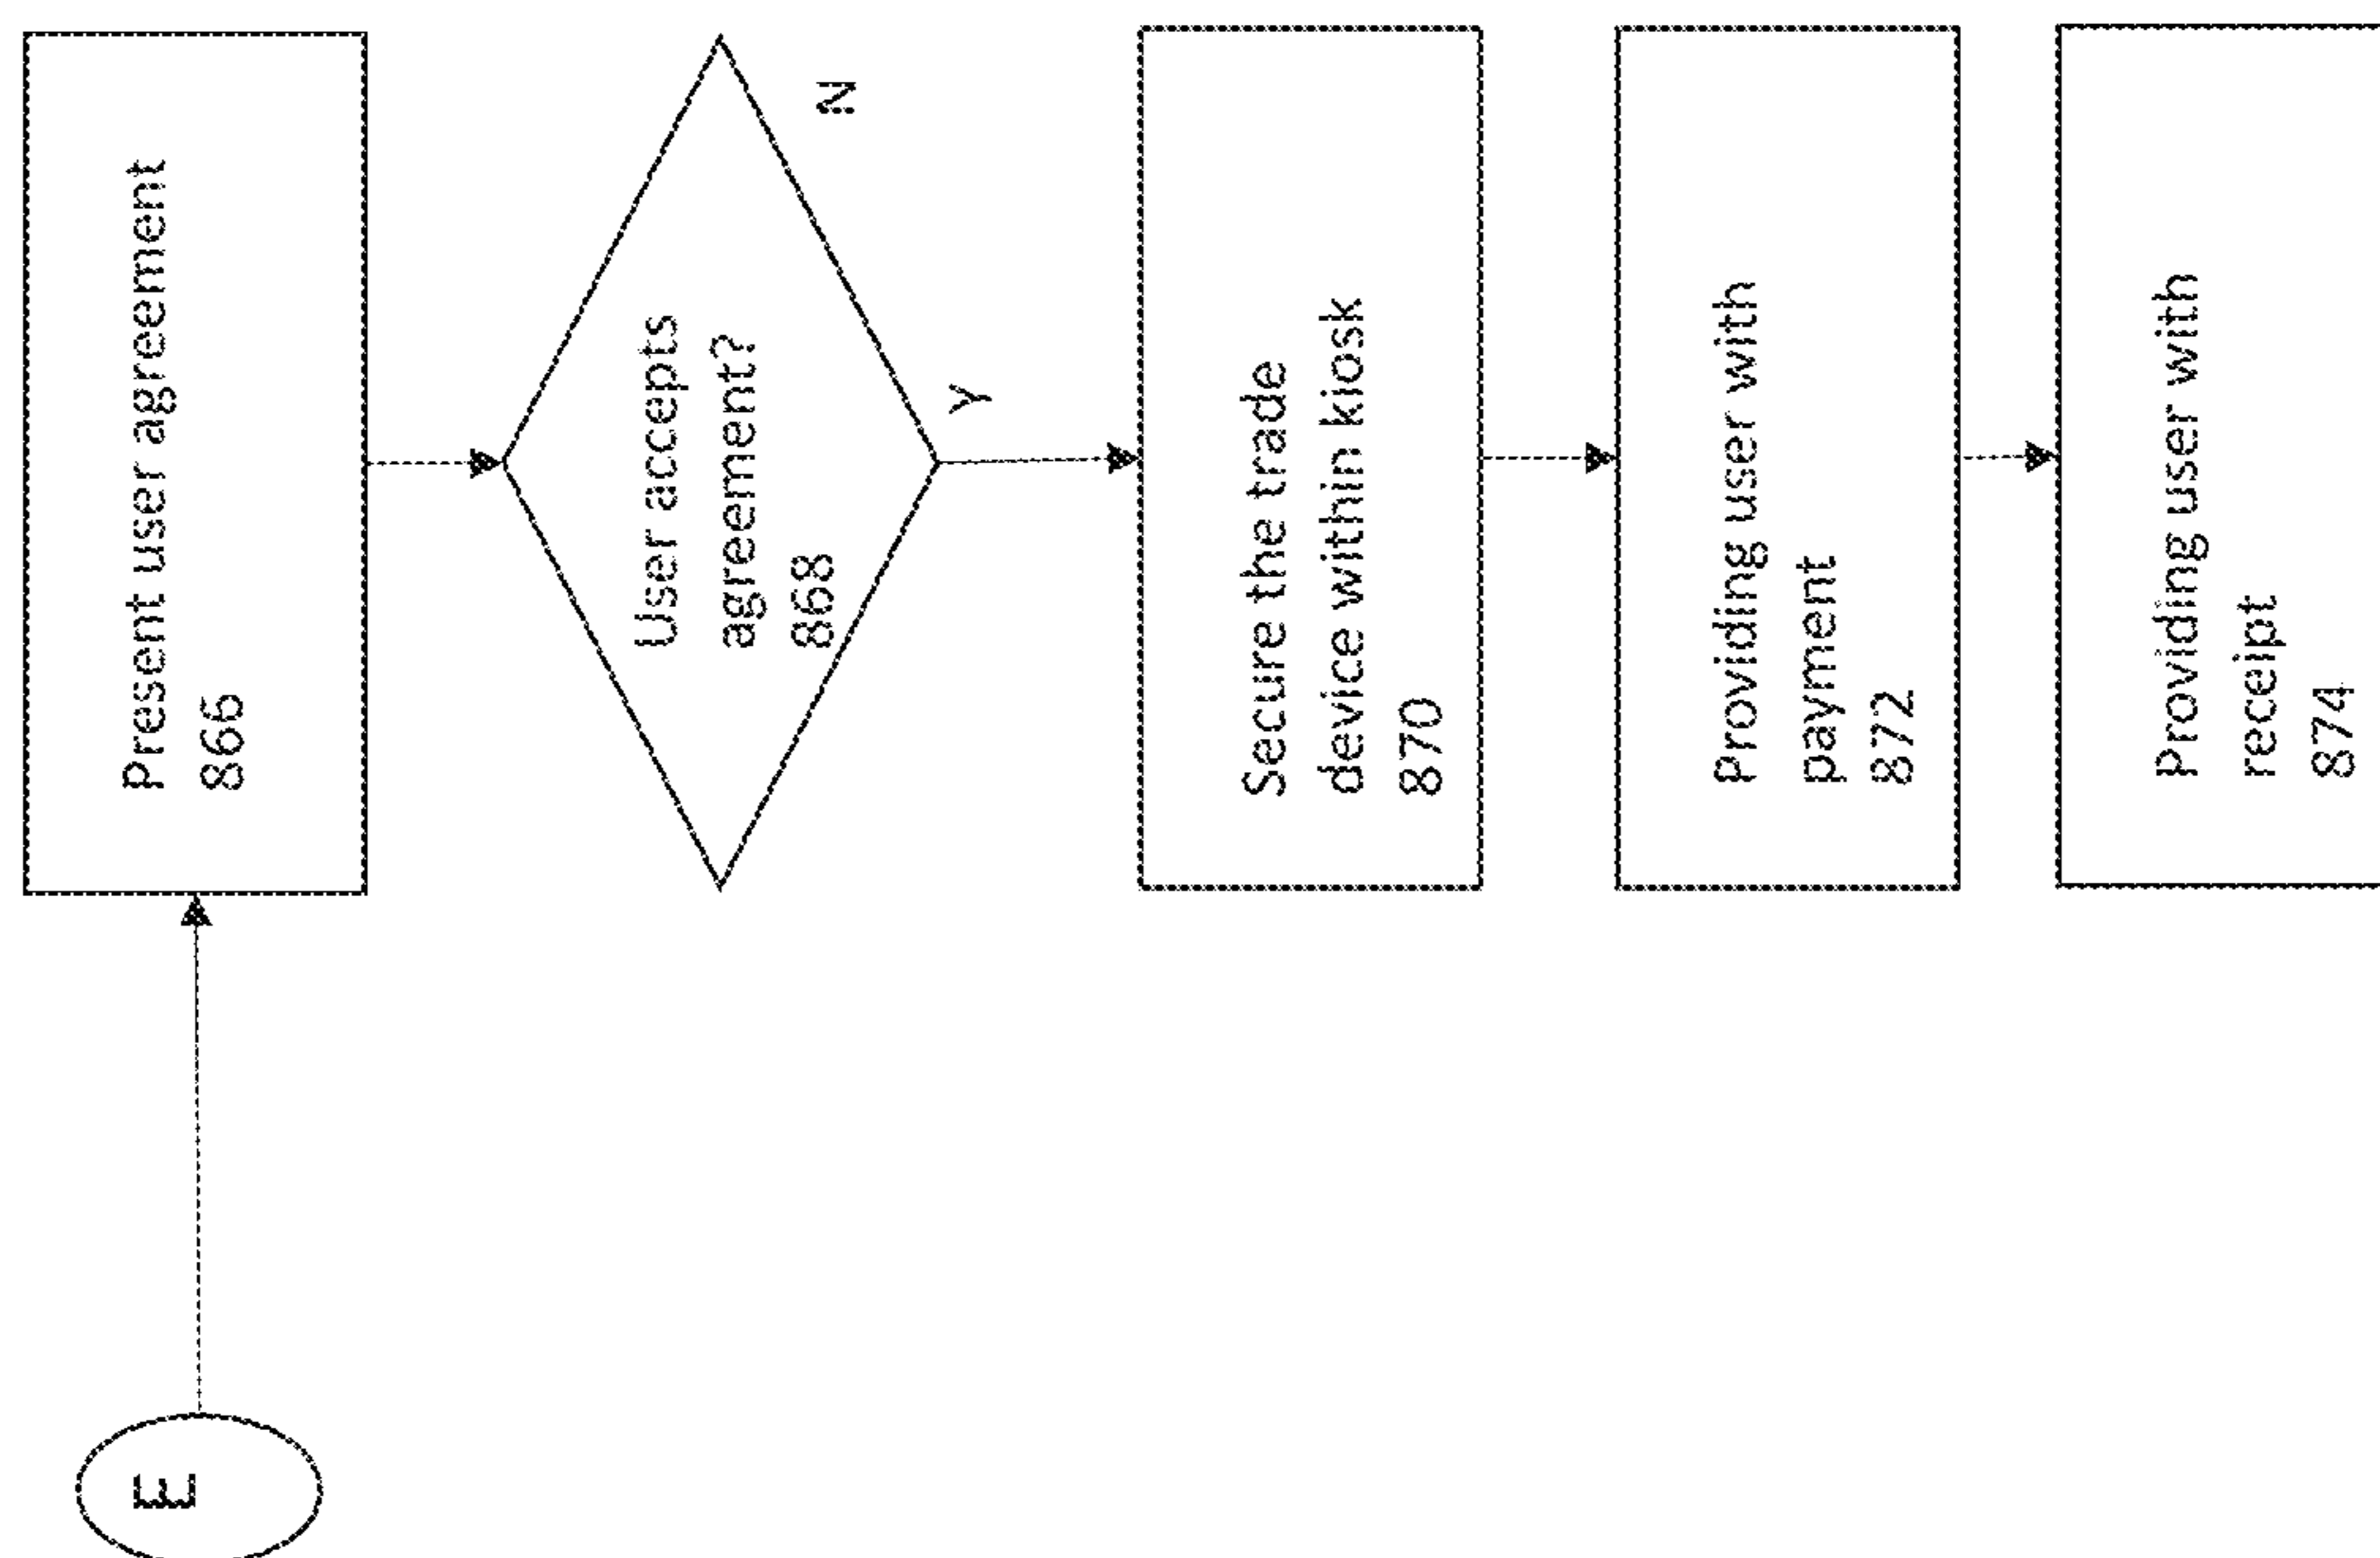 E
Present user agreement
866
User accepts
agreement?
868
N
Y
Secure the trade
device within kiosk
870
Providing user with
payment
872
Providing user with
receipt
874